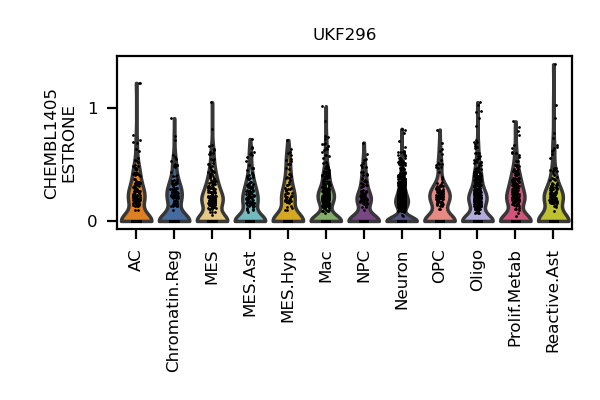 UKF296
CHEMBL1405
ESTRONE
1
0
AC
Chromatin.Reg
MES
MES.Ast
MES.Hyp
Mac
NPC
Neuron
OPC
Oligo
Prolif.Metab
Reactive.Ast